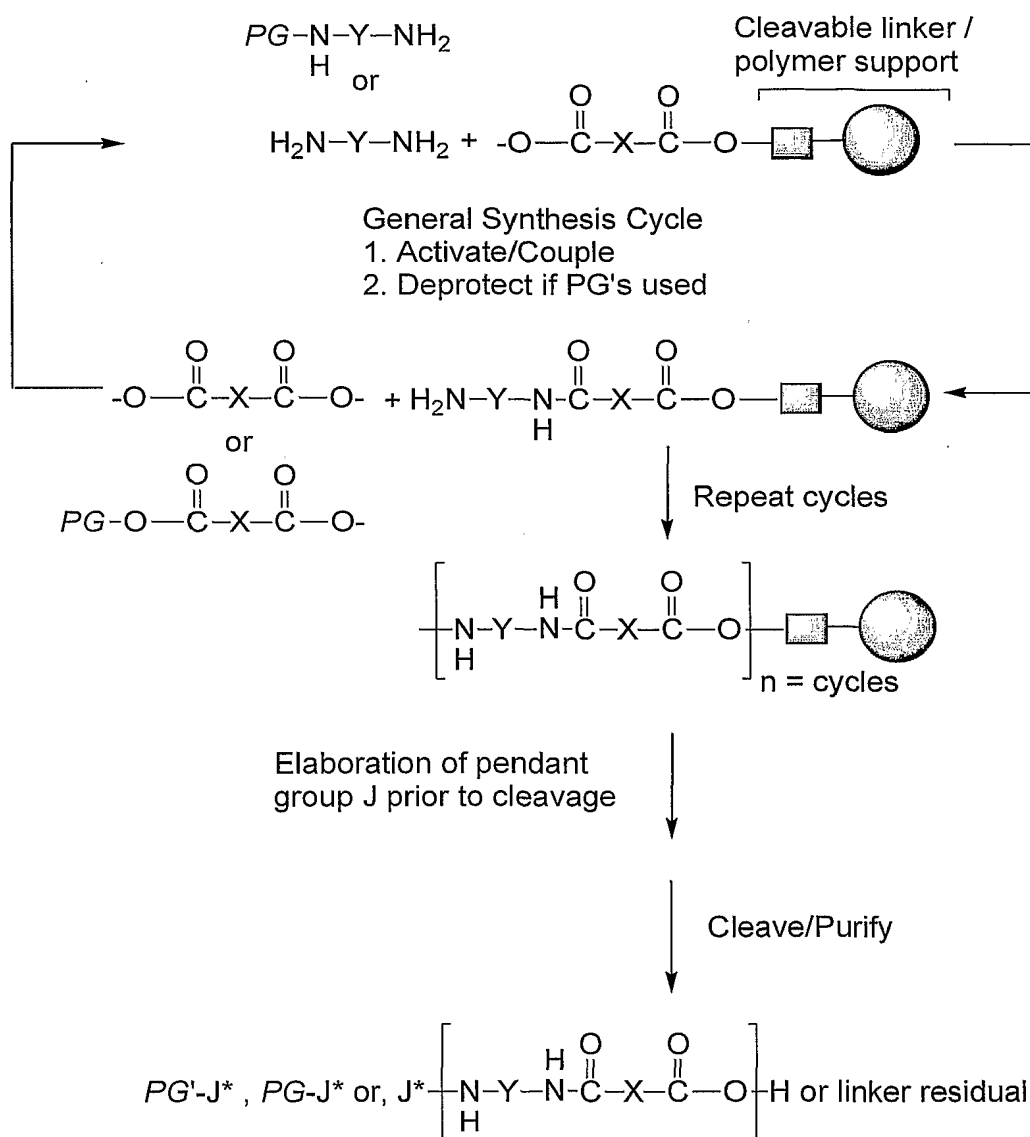 PG-N-Y-NH2
H
or
Cleavable linker /
polymer support
O O
H2N-Y-NH2 + -O-C-X-C-O
General Synthesis Cycle
1. Activate/Couple
2. Deprotect if PG's used
O O O O
-O-C-X-C-O- + H2N-Y-N-C-X-C-O
H
or
O O
PG-O-C-X-C-O-
Repeat cycles
H O O
N-Y-N-C-X-C-O
H
n = cycles
Elaboration of pendant
group J prior to cleavage
Cleave/Purify
H O O
PG'-J* , PG-J* or, J* N-Y-N-C-X-C-O H or linker residual
H